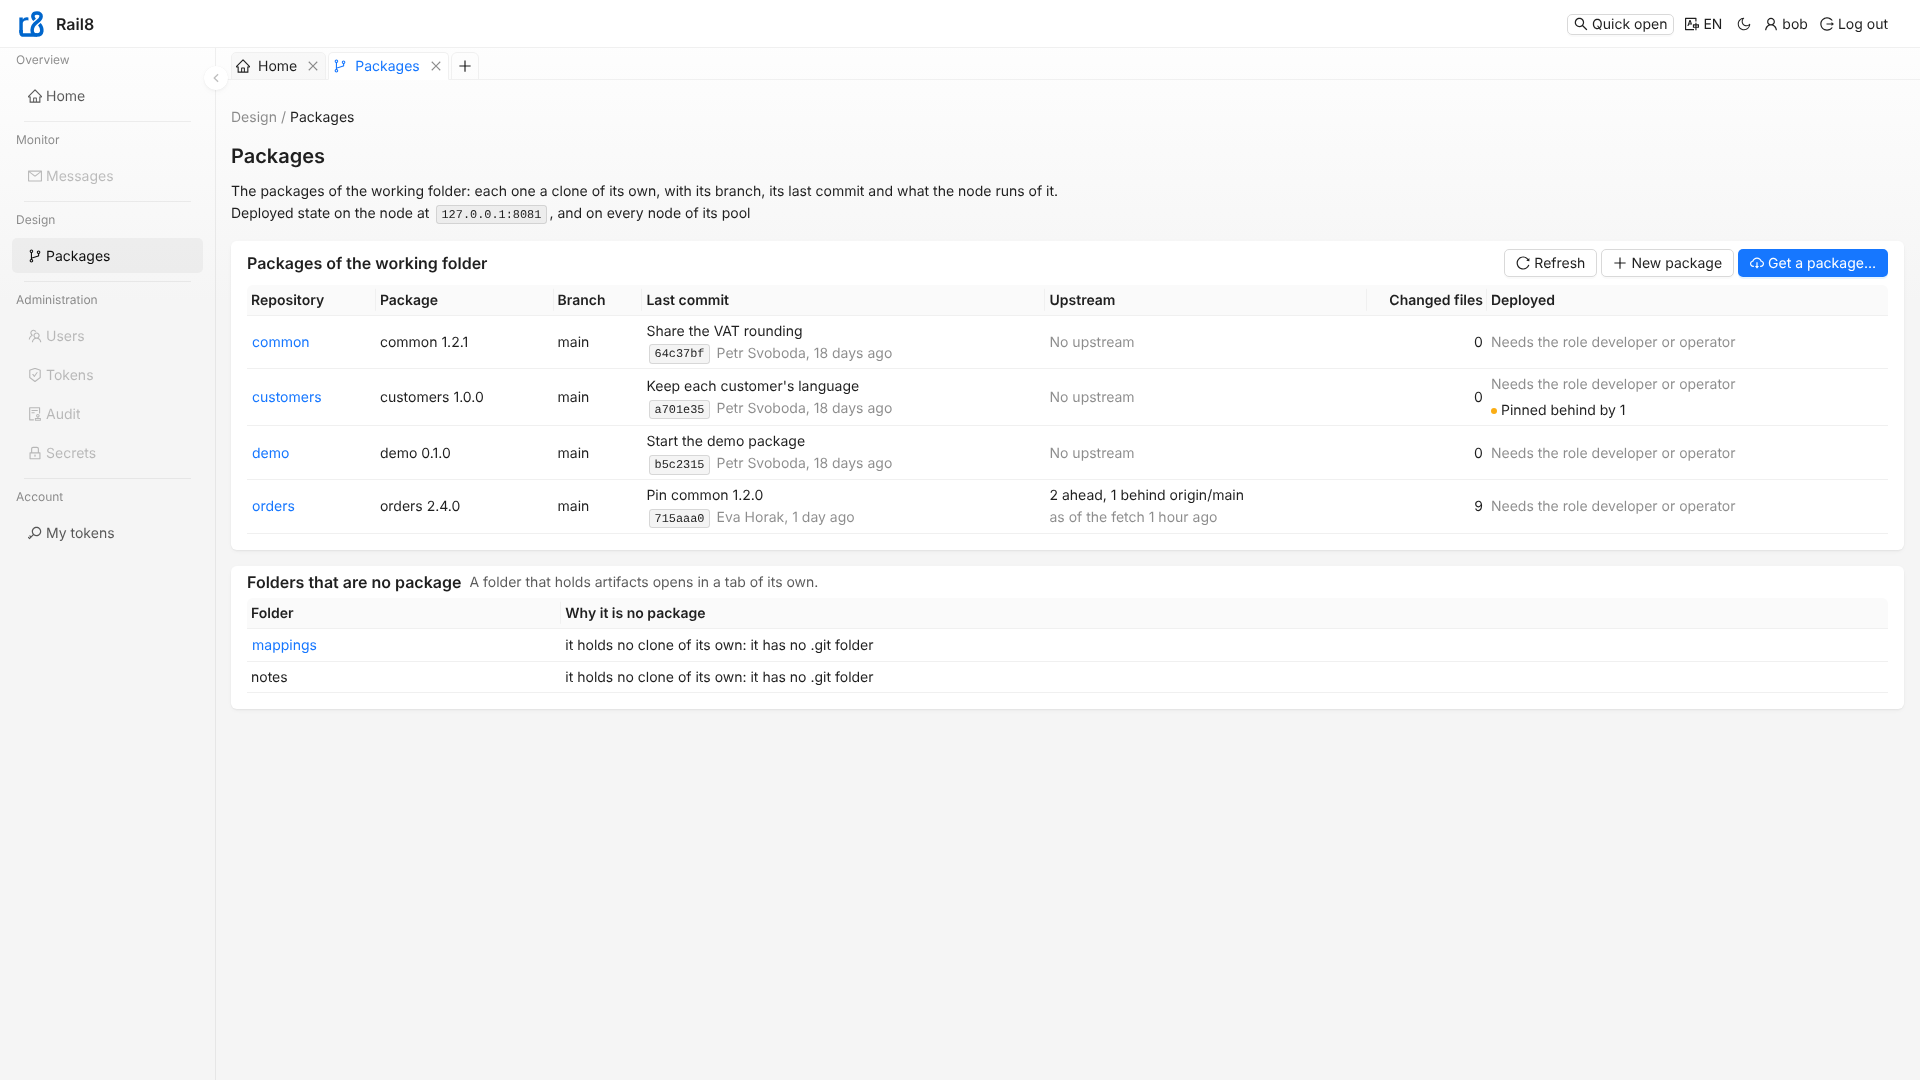 Rail8
Quick open
EN
bob
Log out
Overview
Home
Monitor
Messages
Design
Packages
Administration
Users
Tokens
Audit
Secrets
Account
My tokens
Home
Packages
Design / Packages
Packages
The packages of the working folder: each one a clone of its own, with its branch, its last commit and what the node runs of it.
Deployed state on the node at 127.0.0.1:8081, and on every node of its pool
Packages of the working folder
Refresh
New package
Get a package...
Repository Package Branch Last commit Upstream Changed files Deployed
common common 1.2.1 main Share the VAT rounding No upstream 0 Needs the role developer or operator
64c37bf Petr Svoboda, 18 days ago
customers customers 1.0.0 main Keep each customer's language No upstream 0 Needs the role developer or operator
a701e35 Petr Svoboda, 18 days ago Pinned behind by 1
demo demo 0.1.0 main Start the demo package No upstream 0 Needs the role developer or operator
b5c2315 Petr Svoboda, 18 days ago
orders orders 2.4.0 main Pin common 1.2.0 2 ahead, 1 behind origin/main 9 Needs the role developer or operator
715aaa0 Eva Horak, 1 day ago as of the fetch 1 hour ago
Folders that are no package A folder that holds artifacts opens in a tab of its own.
Folder Why it is no package
mappings it holds no clone of its own: it has no .git folder
notes it holds no clone of its own: it has no .git folder